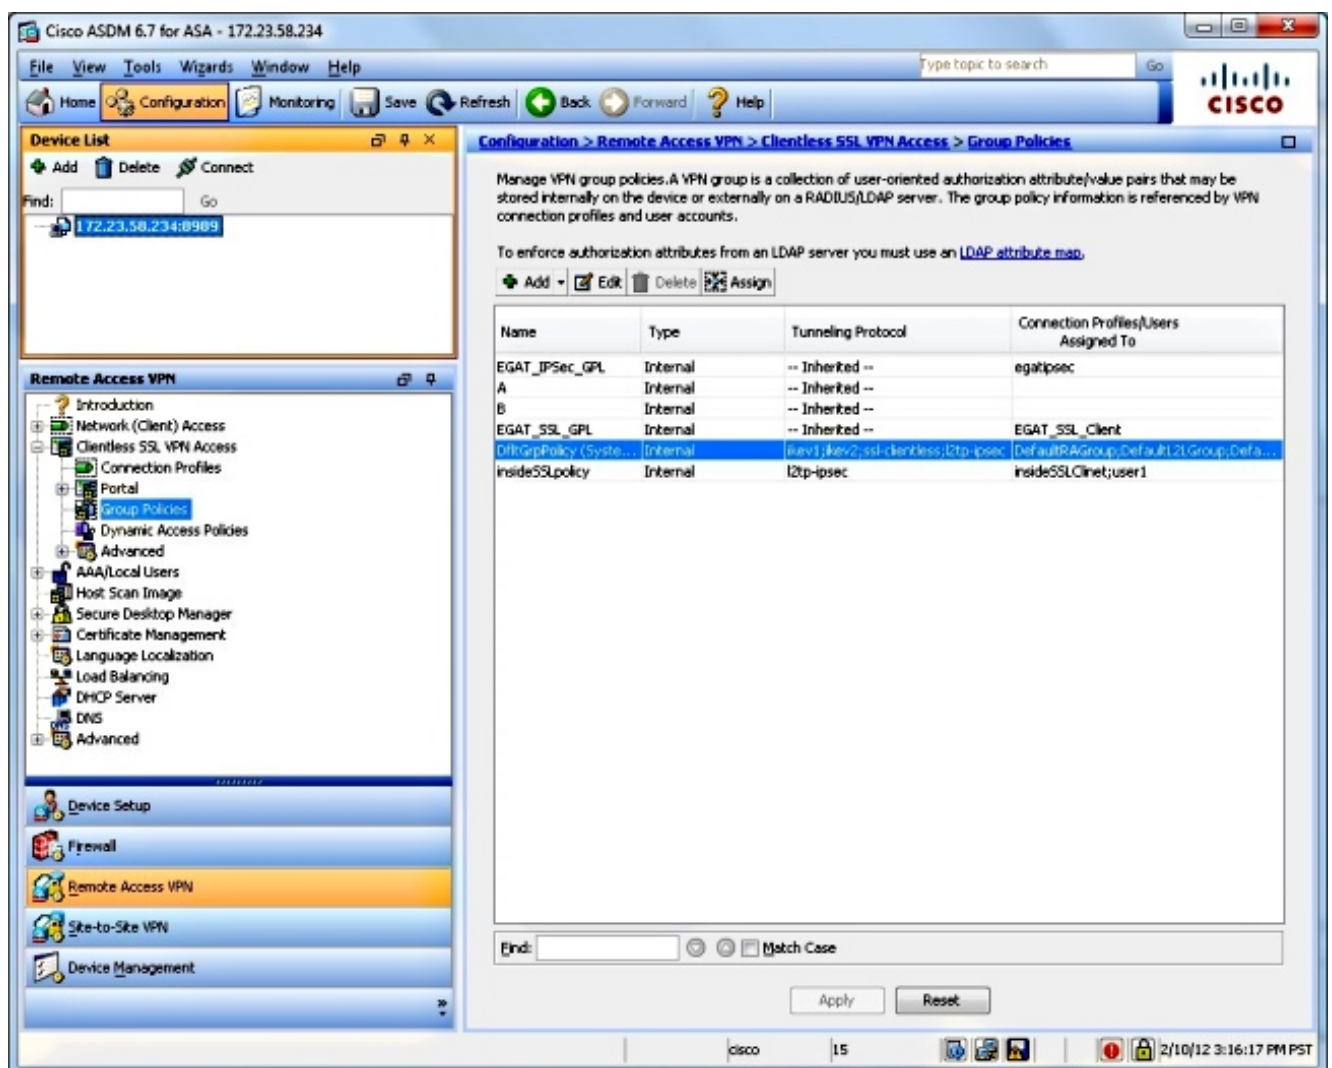 Cisco ASDM 6.7 for ASA - 172.23.58.234
File View Tools Wizards Window Help
Type topic to search Go
Home Configuration Monitoring Save Refresh Back Forward Help
CISCO
Device List
Add Delete Connect
Find: Go
172.23.58.234:8989
Remote Access VPN
Introduction
Network (Client) Access
Clientless SSL VPN Access
Connection Profiles
Portal
Group Policies
Dynamic Access Policies
Advanced
AAA/Local Users
Host Scan Image
Secure Desktop Manager
Certificate Management
Language Localization
Load Balancing
DHCP Server
DNS
Advanced
Device Setup
Firewall
Remote Access VPN
Site-to-Site VPN
Device Management
Configuration > Remote Access VPN > Clientless SSL VPN Access > Group Policies
Manage VPN group policies.A VPN group is a collection of user-oriented authorization attribute/value pairs that may be
stored internally on the device or externally on a RADIUS/LDAP server. The group policy information is referenced by VPN
connection profiles and user accounts.
To enforce authorization attributes from an LDAP server you must use an LDAP attribute map.
Add Edit Delete Assign
Name Type Tunneling Protocol Connection Profiles/Users
Assigned To
EGAT_IPSec_GPL Internal -- Inherited -- egatipsec
A Internal -- Inherited --
B Internal -- Inherited --
EGAT_SSL_GPL Internal -- Inherited -- EGAT_SSL_Client
DfltGrpPolicy (Syste... Internal ikev1;ikev2;ssl-clientless;l2tp-ipsec DefaultRAGroup;DefaultL2LGroup;Defa...
insideSSLpolicy Internal l2tp-ipsec insideSSLClinet;user1
Find: Match Case
Apply Reset
cisco 15 2/10/12 3:16:17 PM PST